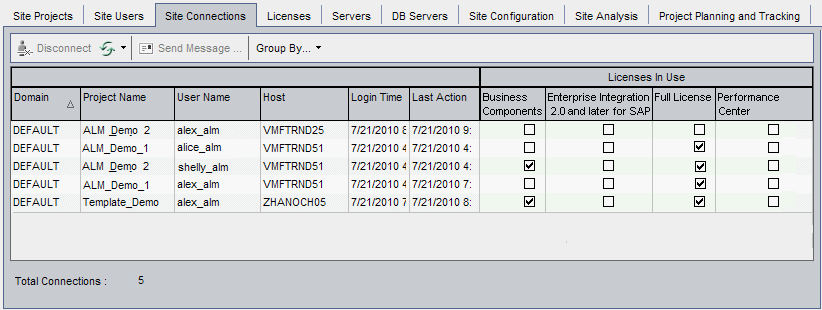 Site Projects Site Users Site Connections Licenses Servers DB Servers Site Configuration Site Analysis Project Planning and Tracking
Disconnect Send Message ... Group By...
Licenses In Use
Domain Project Name User Name Host Login Time Last Action Business Components Enterprise Integration 2.0 and later for SAP Full License Performance Center
DEFAULT ALM_Demo_2 alex_alm VMFTRND25 7/21/2010 8 7/21/2010 9:
DEFAULT ALM_Demo_1 alice_alm VMFTRND51 7/21/2010 4 7/21/2010 4:
DEFAULT ALM_Demo_2 shelly_alm VMFTRND51 7/21/2010 4 7/21/2010 4:
DEFAULT ALM_Demo_1 alex_alm VMFTRND51 7/21/2010 4 7/21/2010 7:
DEFAULT Template_Demo alex_alm ZHANOCH05 7/21/2010 7 7/21/2010 8:
Total Connections : 5